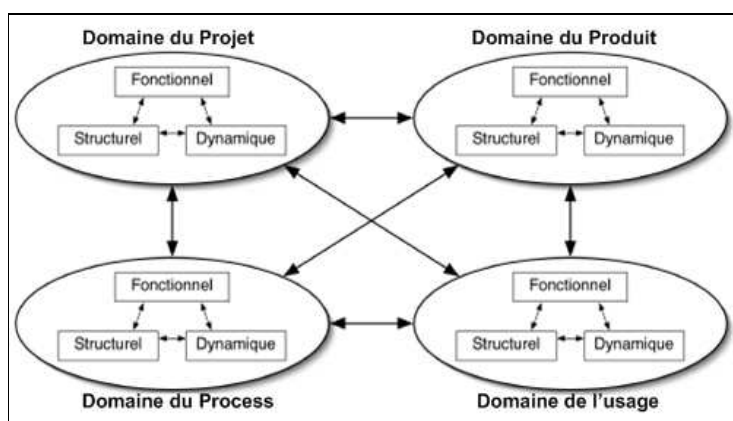 Domaine du Projet
Domaine du Produit
Fonctionnel
Structurel
Dynamique
Fonctionnel
Structurel
Dynamique
Fonctionnel
Structurel
Dynamique
Fonctionnel
Structurel
Dynamique
Domaine du Process
Domaine de l'usage